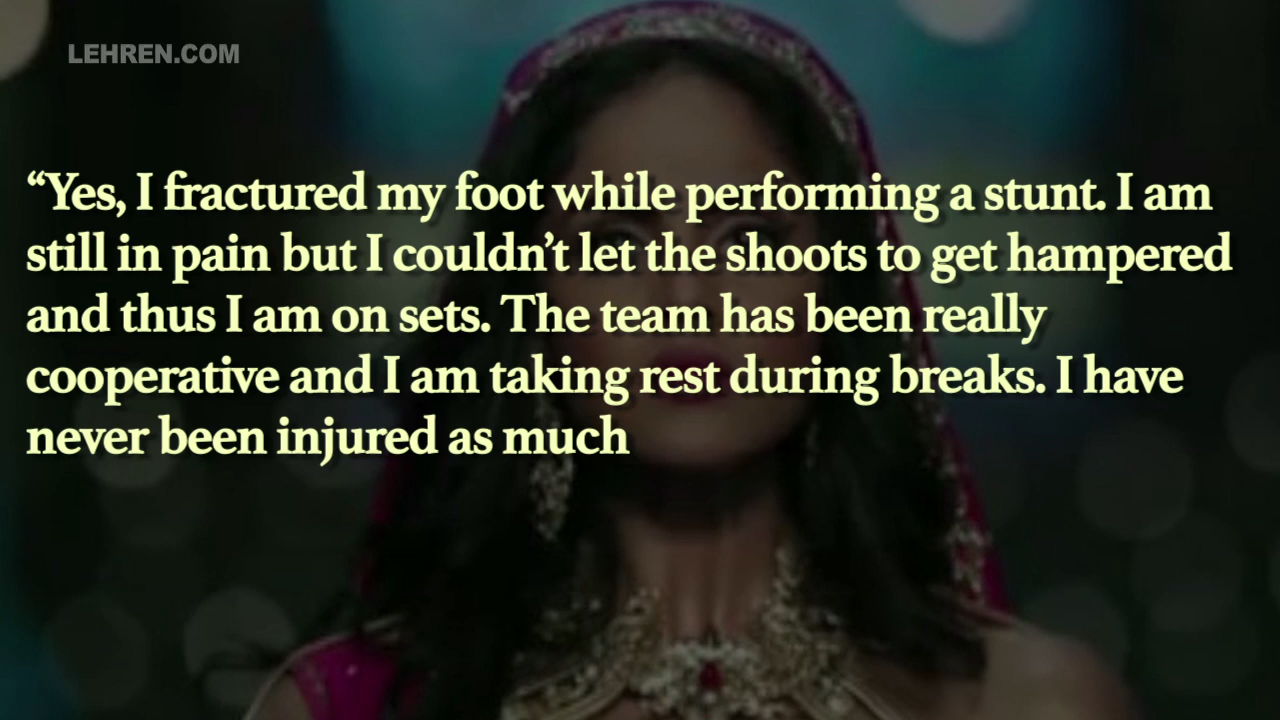 LEHREN.COM
“Yes, I fractured my foot while performing a stunt. I am
still in pain but I couldn’t let the shoots to get hampered
and thus I am on sets. The team has been really
cooperative and I am taking rest during breaks. I have
never been injured as much